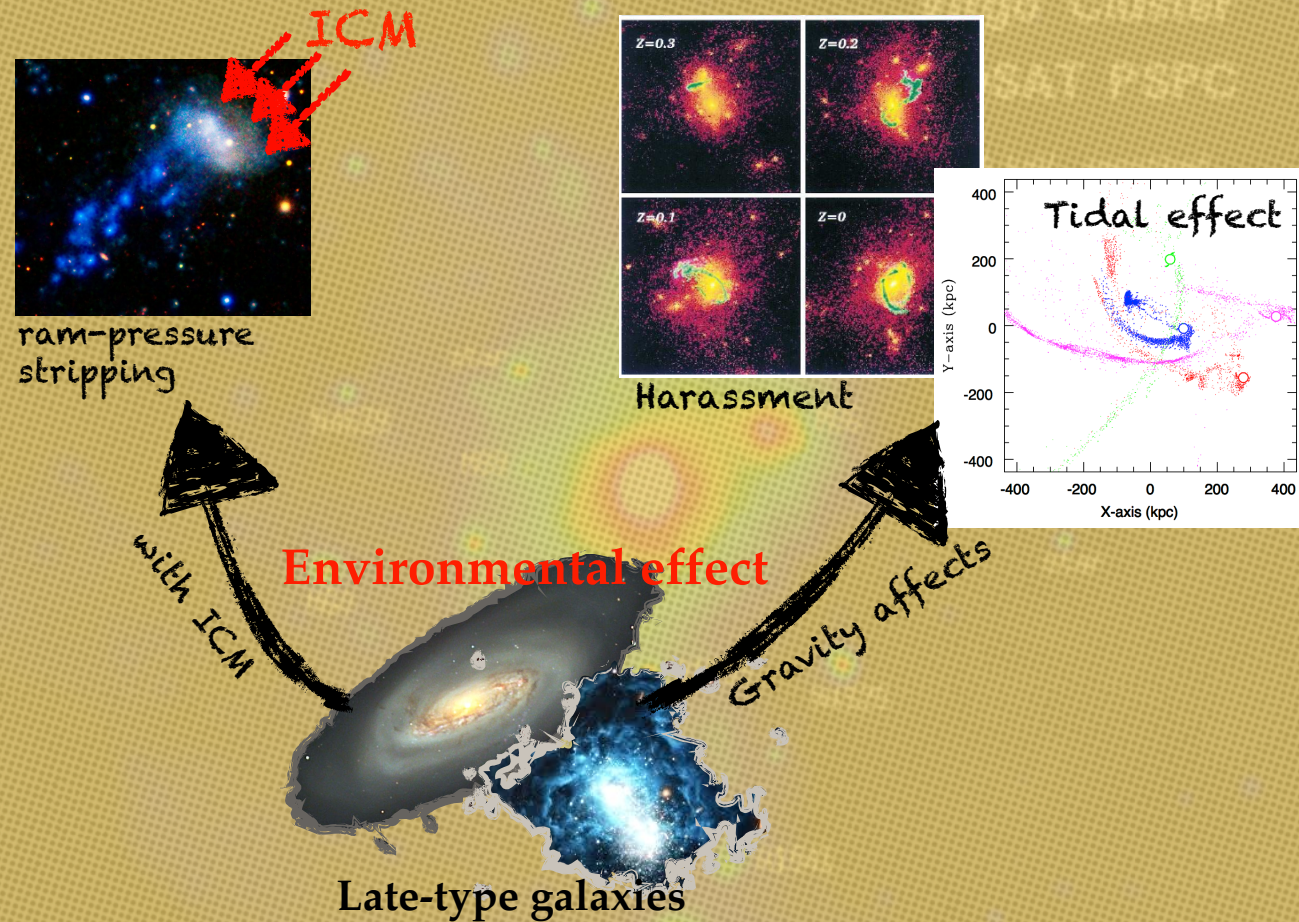 ICM
ram-pressure
stripping
Z=0.3
Z=0.2
Z=0.1
Z=0
Harassment
Tidal effect
400
200
0
-200
-400
Y-axis (kpc)
-400
-200
0
200
400
X-axis (kpc)
with ICM
Environmental effect
Gravity affects
Late-type galaxies